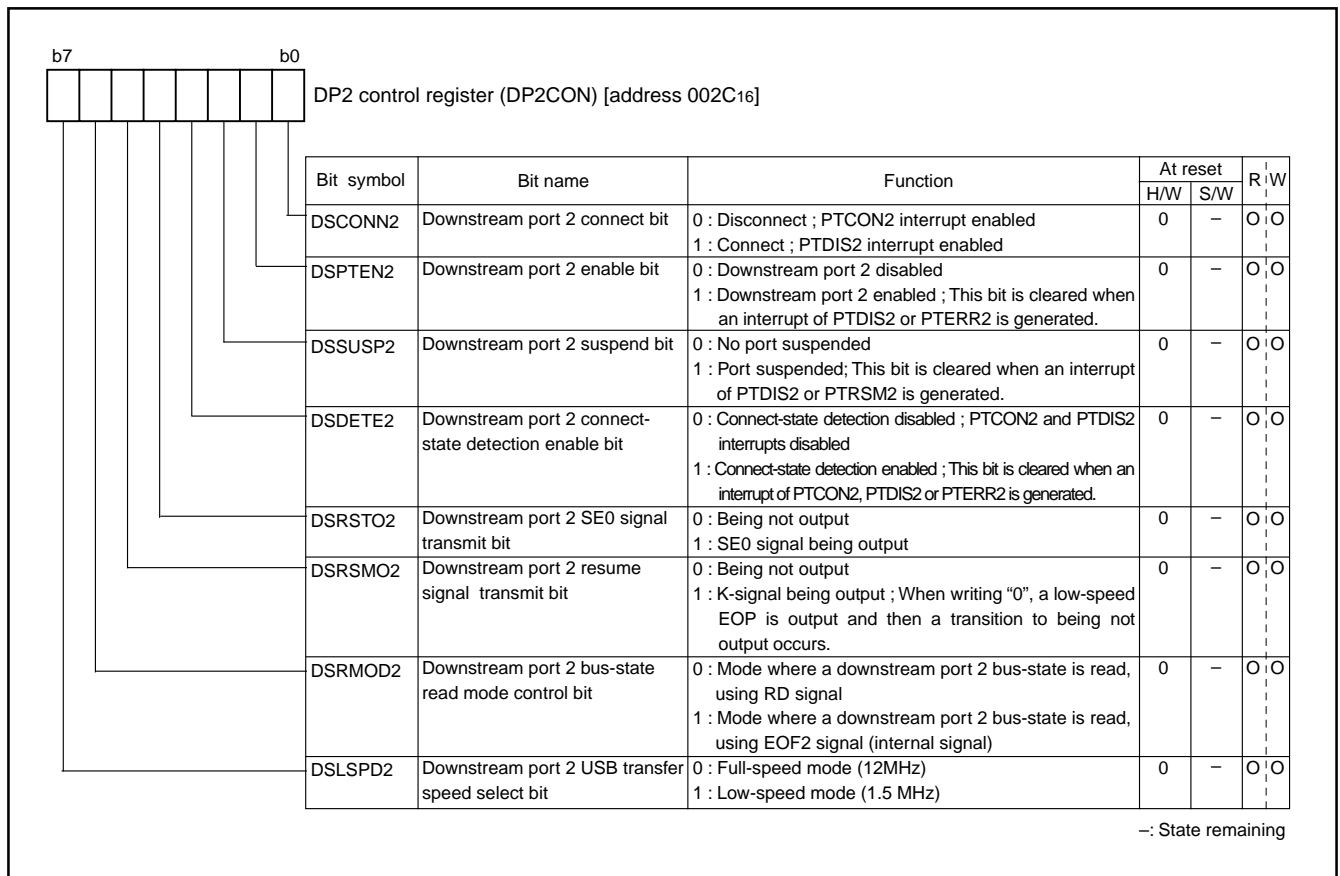 b7 b0
DP2 control register (DP2CON) [address 002C16]
Bit symbol Bit name Function At reset R W
H/W S/W
DSCONN2 Downstream port 2 connect bit 0 : Disconnect ; PTCON2 interrupt enabled 0 – O O
1 : Connect ; PTDIS2 interrupt enabled
DSPTEN2 Downstream port 2 enable bit 0 : Downstream port 2 disabled 0 – O O
1 : Downstream port 2 enabled ; This bit is cleared when
an interrupt of PTDIS2 or PTERR2 is generated.
DSSUSP2 Downstream port 2 suspend bit 0 : No port suspended 0 – O O
1 : Port suspended; This bit is cleared when an interrupt
of PTDIS2 or PTRSM2 is generated.
DSDETE2 Downstream port 2 connect- 0 : Connect-state detection disabled ; PTCON2 and PTDIS2 0 – O O
state detection enable bit interrupts disabled
1 : Connect-state detection enabled ; This bit is cleared when an
interrupt of PTCON2, PTDIS2 or PTERR2 is generated.
DSRSTO2 Downstream port 2 SE0 signal 0 : Being not output 0 – O O
transmit bit 1 : SE0 signal being output
DSRSMO2 Downstream port 2 resume 0 : Being not output 0 – O O
signal transmit bit 1 : K-signal being output ; When writing “0”, a low-speed
EOP is output and then a transition to being not
output occurs.
DSRMOD2 Downstream port 2 bus-state 0 : Mode where a downstream port 2 bus-state is read, 0 – O O
read mode control bit using RD signal
1 : Mode where a downstream port 2 bus-state is read,
using EOF2 signal (internal signal)
DSLSPD2 Downstream port 2 USB transfer 0 : Full-speed mode (12MHz) 0 – O O
speed select bit 1 : Low-speed mode (1.5 MHz)
–: State remaining